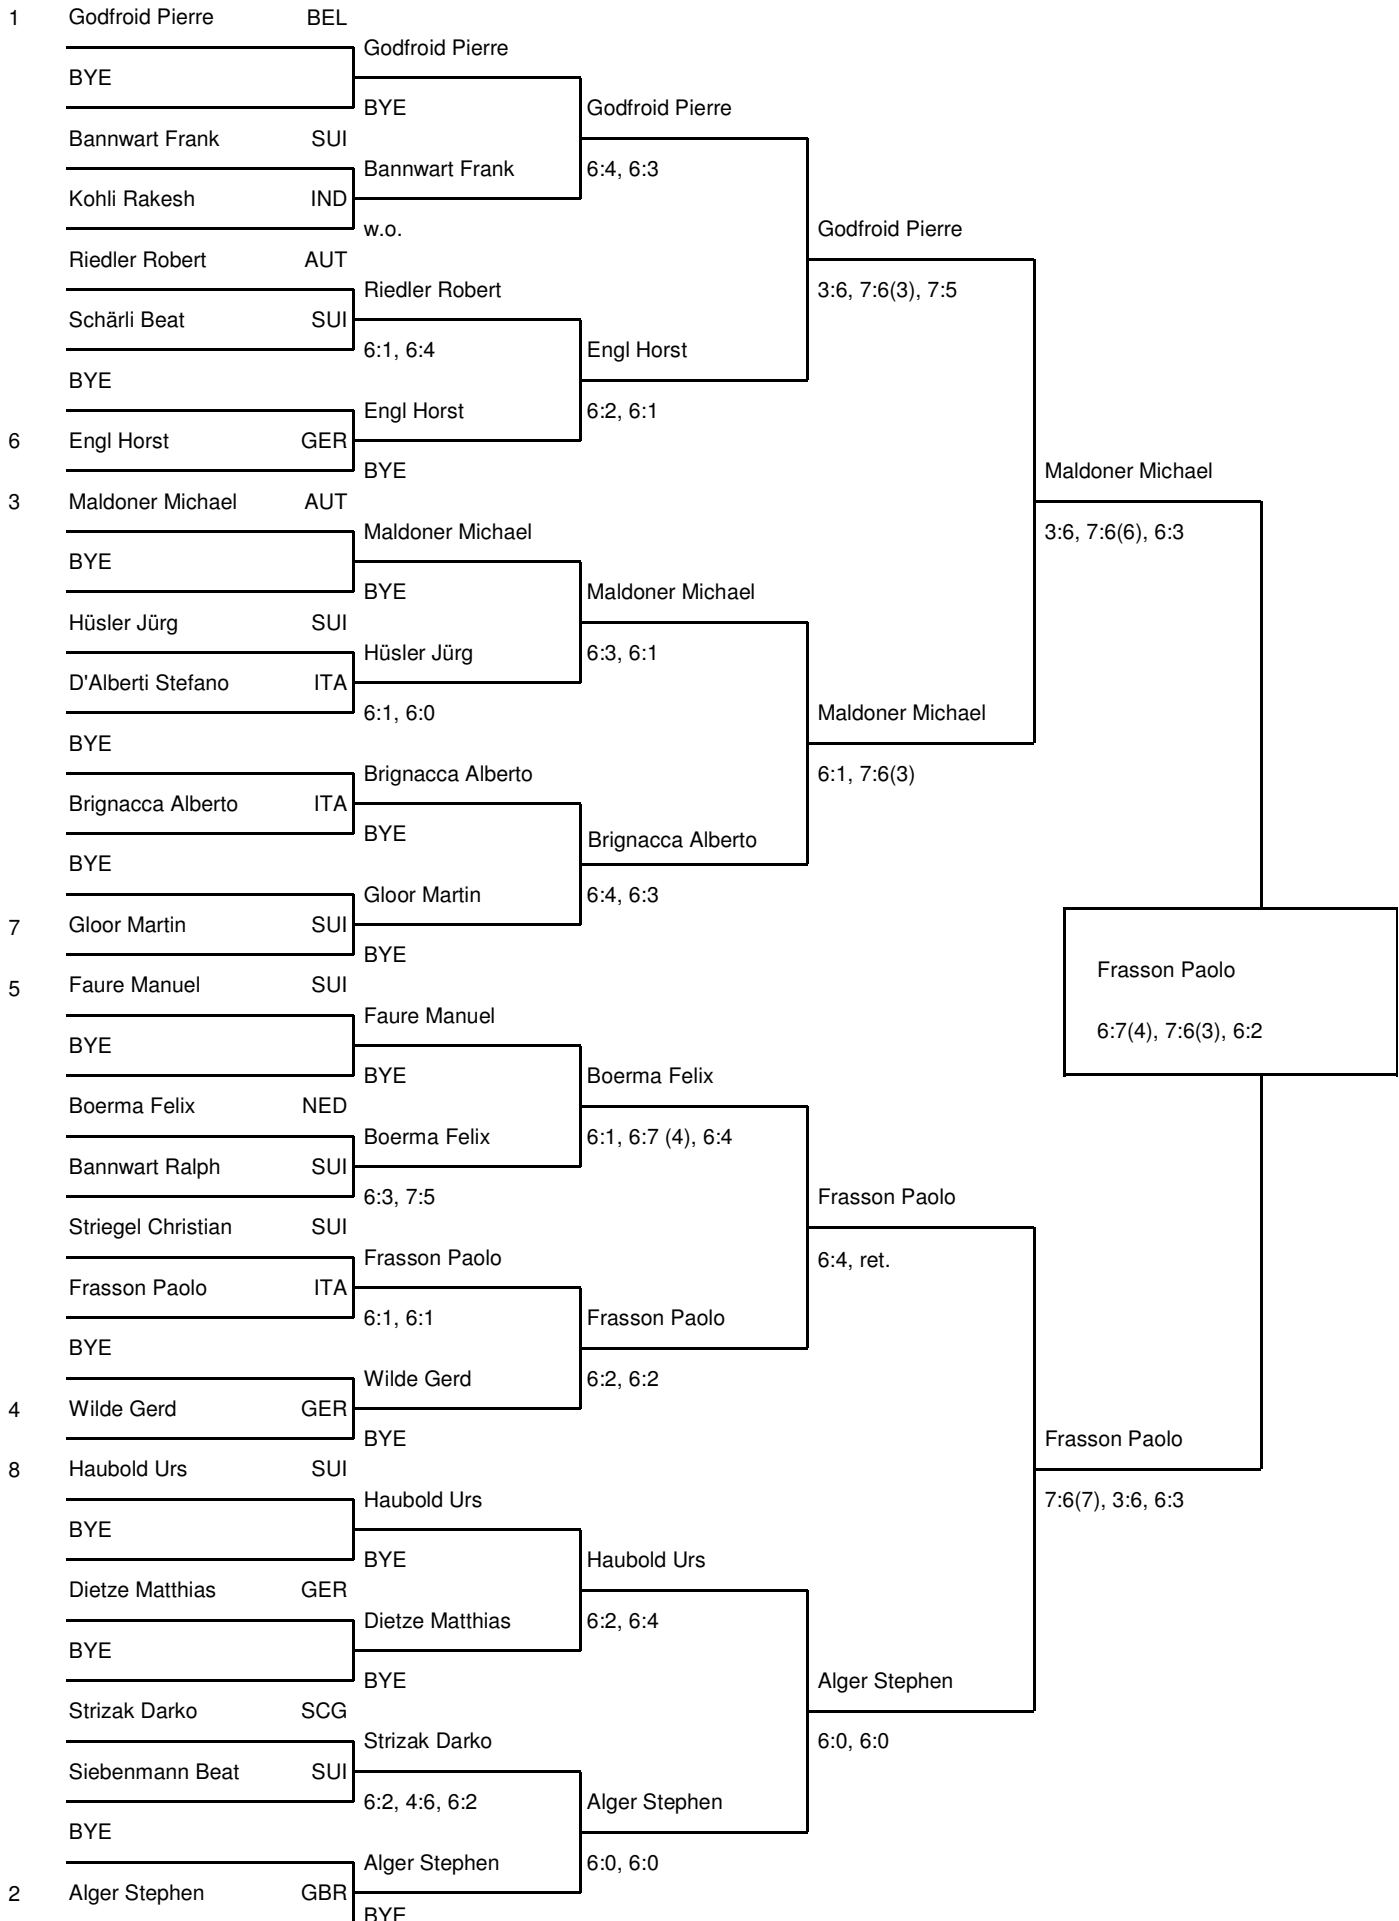 1 Godfroid Pierre BEL
Godfroid Pierre
BYE
BYE Godfroid Pierre
Bannwart Frank SUI
Bannwart Frank 6:4, 6:3
Kohli Rakesh IND
w.o. Godfroid Pierre
Riedler Robert AUT
Riedler Robert 3:6, 7:6(3), 7:5
Schärli Beat SUI
6:1, 6:4 Engl Horst
BYE
Engl Horst 6:2, 6:1
6 Engl Horst GER
BYE Maldoner Michael
3 Maldoner Michael AUT
Maldoner Michael 3:6, 7:6(6), 6:3
BYE
BYE Maldoner Michael
Hüsler Jürg SUI
Hüsler Jürg 6:3, 6:1
D'Alberti Stefano ITA
6:1, 6:0 Maldoner Michael
BYE
Brignacca Alberto 6:1, 7:6(3)
Brignacca Alberto ITA
BYE Brignacca Alberto
BYE
Gloor Martin 6:4, 6:3
7 Gloor Martin SUI
BYE
Frasson Paolo
5 Faure Manuel SUI
Faure Manuel
6:7(4), 7:6(3), 6:2
BYE
BYE Boerma Felix
Boerma Felix NED
Boerma Felix 6:1, 6:7 (4), 6:4
Bannwart Ralph SUI
6:3, 7:5 Frasson Paolo
Striegel Christian SUI
Frasson Paolo 6:4, ret.
Frasson Paolo ITA
6:1, 6:1 Frasson Paolo
BYE
Wilde Gerd 6:2, 6:2
4 Wilde Gerd GER
BYE Frasson Paolo
8 Haubold Urs SUI
Haubold Urs 7:6(7), 3:6, 6:3
BYE
BYE Haubold Urs
Dietze Matthias GER
Dietze Matthias 6:2, 6:4
BYE
BYE Alger Stephen
Strizak Darko SCG
Strizak Darko 6:0, 6:0
Siebenmann Beat SUI
6:2, 4:6, 6:2 Alger Stephen
BYE
Alger Stephen 6:0, 6:0
2 Alger Stephen GBR
BYE